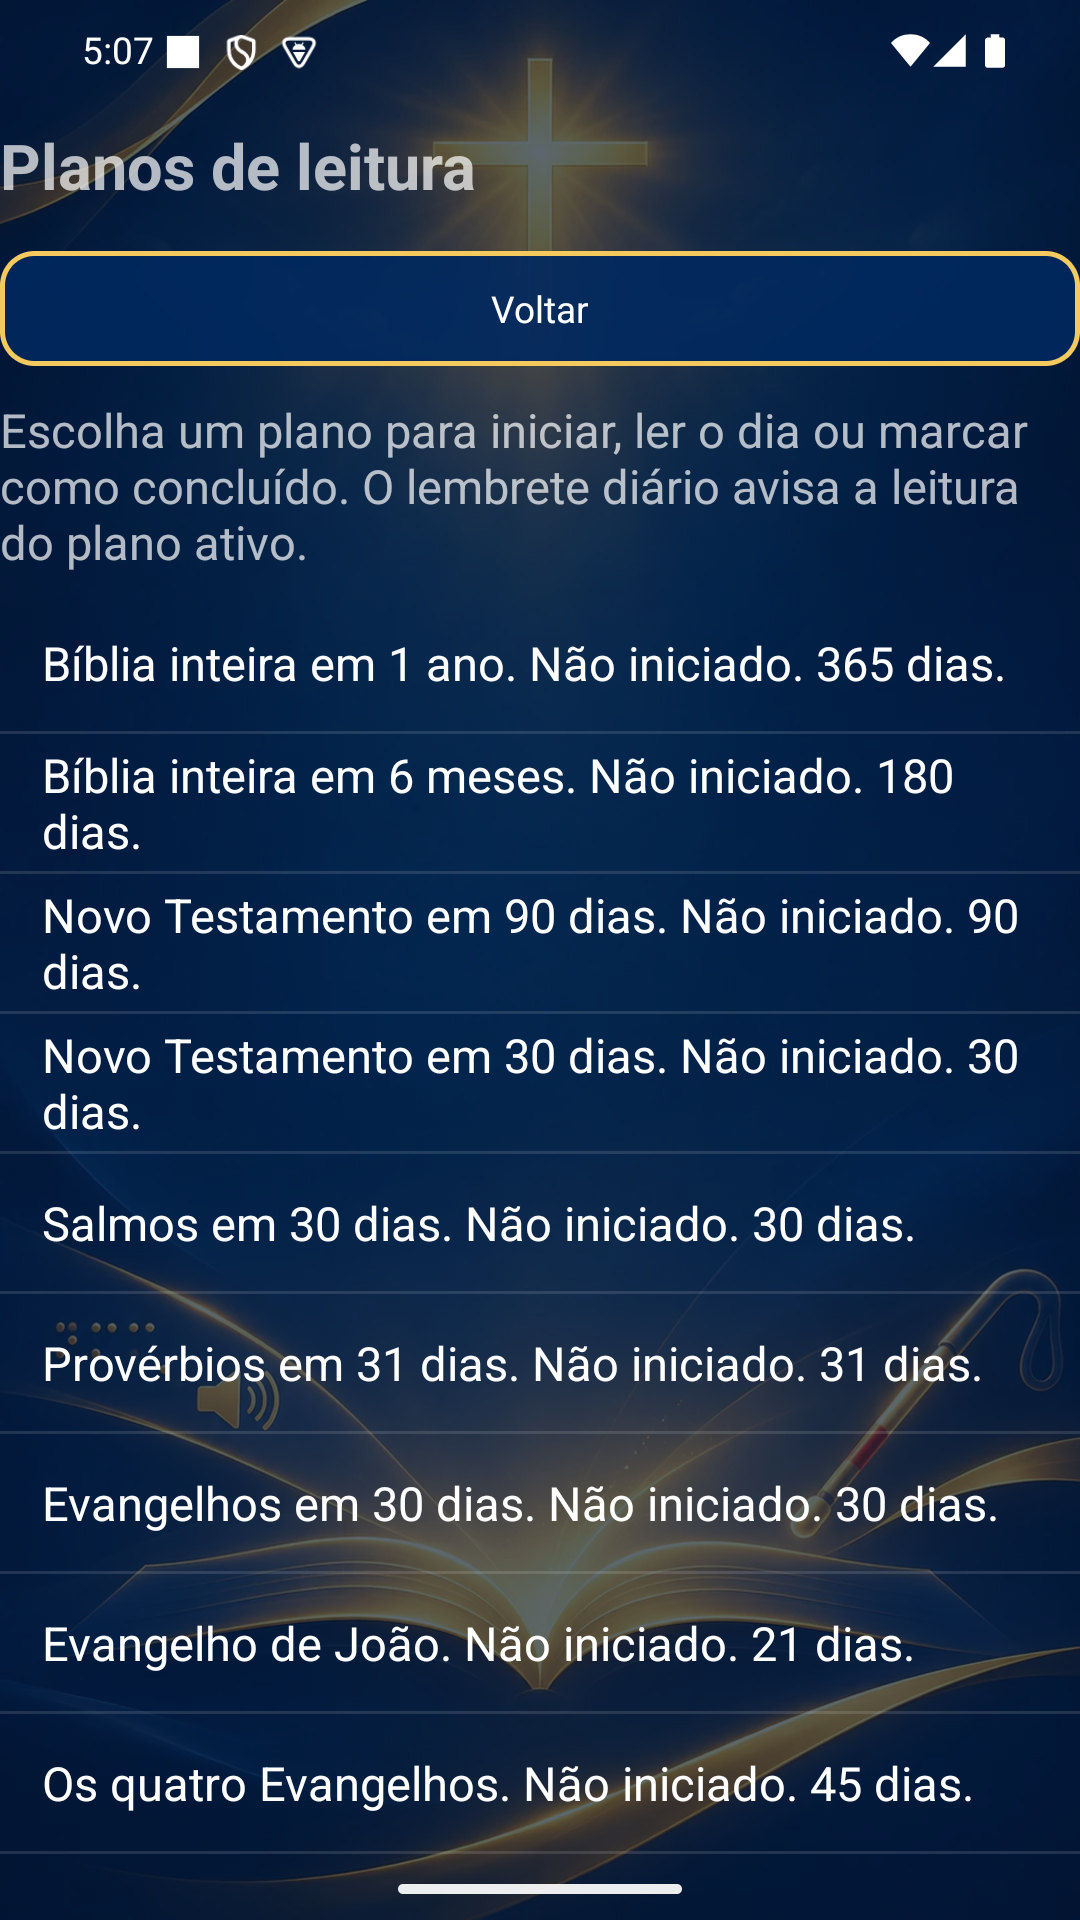 5:07
Planos de leitura
Voltar
Escolha um plano para iniciar, ler o dia ou marcar
como concluído. O lembrete diário avisa a leitura
do plano ativo.
Bíblia inteira em 1 ano. Não iniciado. 365 dias.
Bíblia inteira em 6 meses. Não iniciado. 180
dias.
Novo Testamento em 90 dias. Não iniciado. 90
dias.
Novo Testamento em 30 dias. Não iniciado. 30
dias.
Salmos em 30 dias. Não iniciado. 30 dias.
Provérbios em 31 dias. Não iniciado. 31 dias.
Evangelhos em 30 dias. Não iniciado. 30 dias.
Evangelho de João. Não iniciado. 21 dias.
Os quatro Evangelhos. Não iniciado. 45 dias.